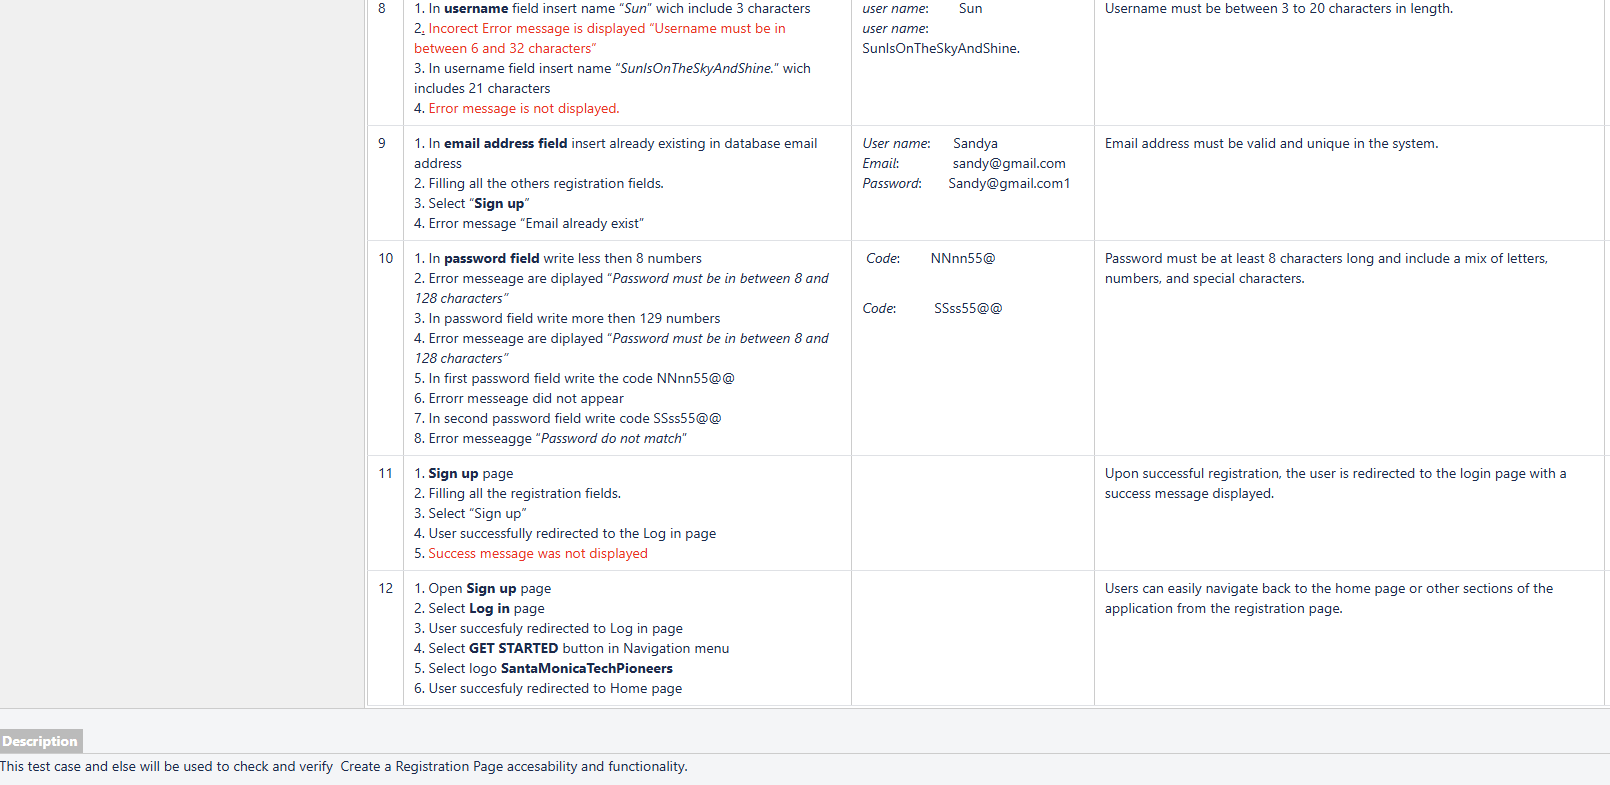 8
1. In username field insert name “Sun” wich include 3 characters
2. Incorect Error message is displayed “Username must be in
between 6 and 32 characters”
3. In username field insert name “SunIsOnTheSkyAndShine.” wich
includes 21 characters
4. Error message is not displayed.
user name: Sun
user name:
SunIsOnTheSkyAndShine.
Username must be between 3 to 20 characters in length.
9
1. In email address field insert already existing in database email
address
2. Filling all the others registration fields.
3. Select “Sign up”
4. Error message “Email already exist”
User name: Sandya
Email: sandy@gmail.com
Password: Sandy@gmail.com1
Email address must be valid and unique in the system.
10
1. In password field write less then 8 numbers
2. Error messeage are diplayed “Password must be in between 8 and
128 characters”
3. In password field write more then 129 numbers
4. Error messeage are diplayed “Password must be in between 8 and
128 characters”
5. In first password field write the code NNnn55@@
6. Errorr messeage did not appear
7. In second password field write code SSss55@@
8. Error messeagge “Password do not match”
Code: NNnn55@
Code: SSss55@@
Password must be at least 8 characters long and include a mix of letters,
numbers, and special characters.
11
1. Sign up page
2. Filling all the registration fields.
3. Select “Sign up”
4. User successfully redirected to the Log in page
5. Success message was not displayed
Upon successful registration, the user is redirected to the login page with a
success message displayed.
12
1. Open Sign up page
2. Select Log in page
3. User succesfuly redirected to Log in page
4. Select GET STARTED button in Navigation menu
5. Select logo SantaMonicaTechPioneers
6. User succesfuly redirected to Home page
Users can easily navigate back to the home page or other sections of the
application from the registration page.
Description
This test case and else will be used to check and verify  Create a Registration Page accesability and functionality.